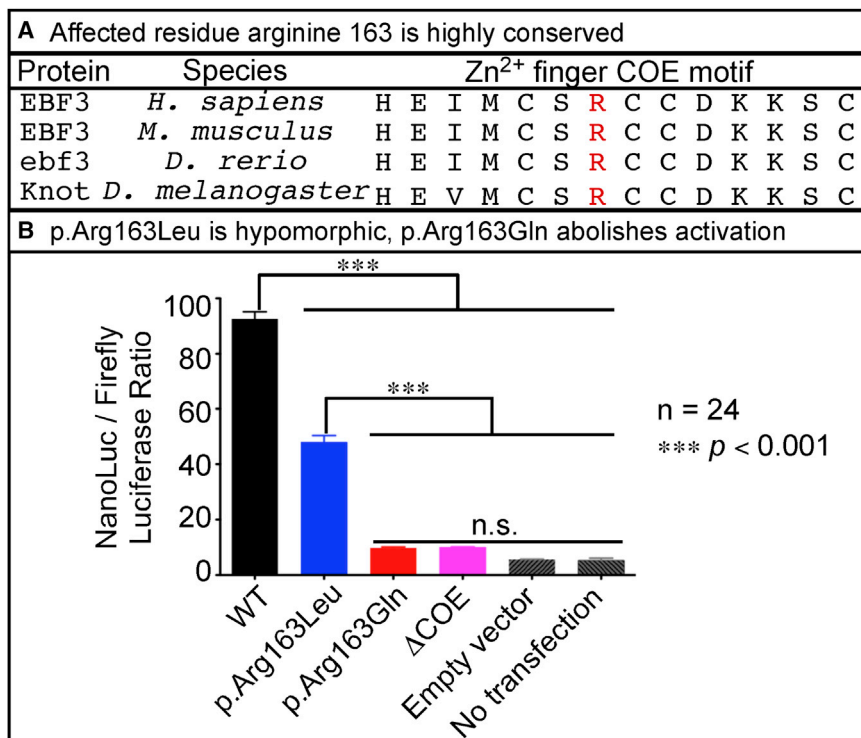 A Affected residue arginine 163 is highly conserved
Protein Species Zn²⁺ finger COE motif
EBF3 H. sapiens H E I M C S R C C D K K S C
EBF3 M. musculus H E I M C S R C C D K K S C
ebf3 D. rerio H E I M C S R C C D K K S C
Knot D. melanogaster H E V M C S R C C D K K S C
B p.Arg163Leu is hypomorphic, p.Arg163Gln abolishes activation
NanoLuc / Firefly
Luciferase Ratio
100
80
60
40
20
0
***
***
n.s.
n = 24
*** p < 0.001
WT
p.Arg163Leu
p.Arg163Gln
ΔCOE
Empty vector
No transfection